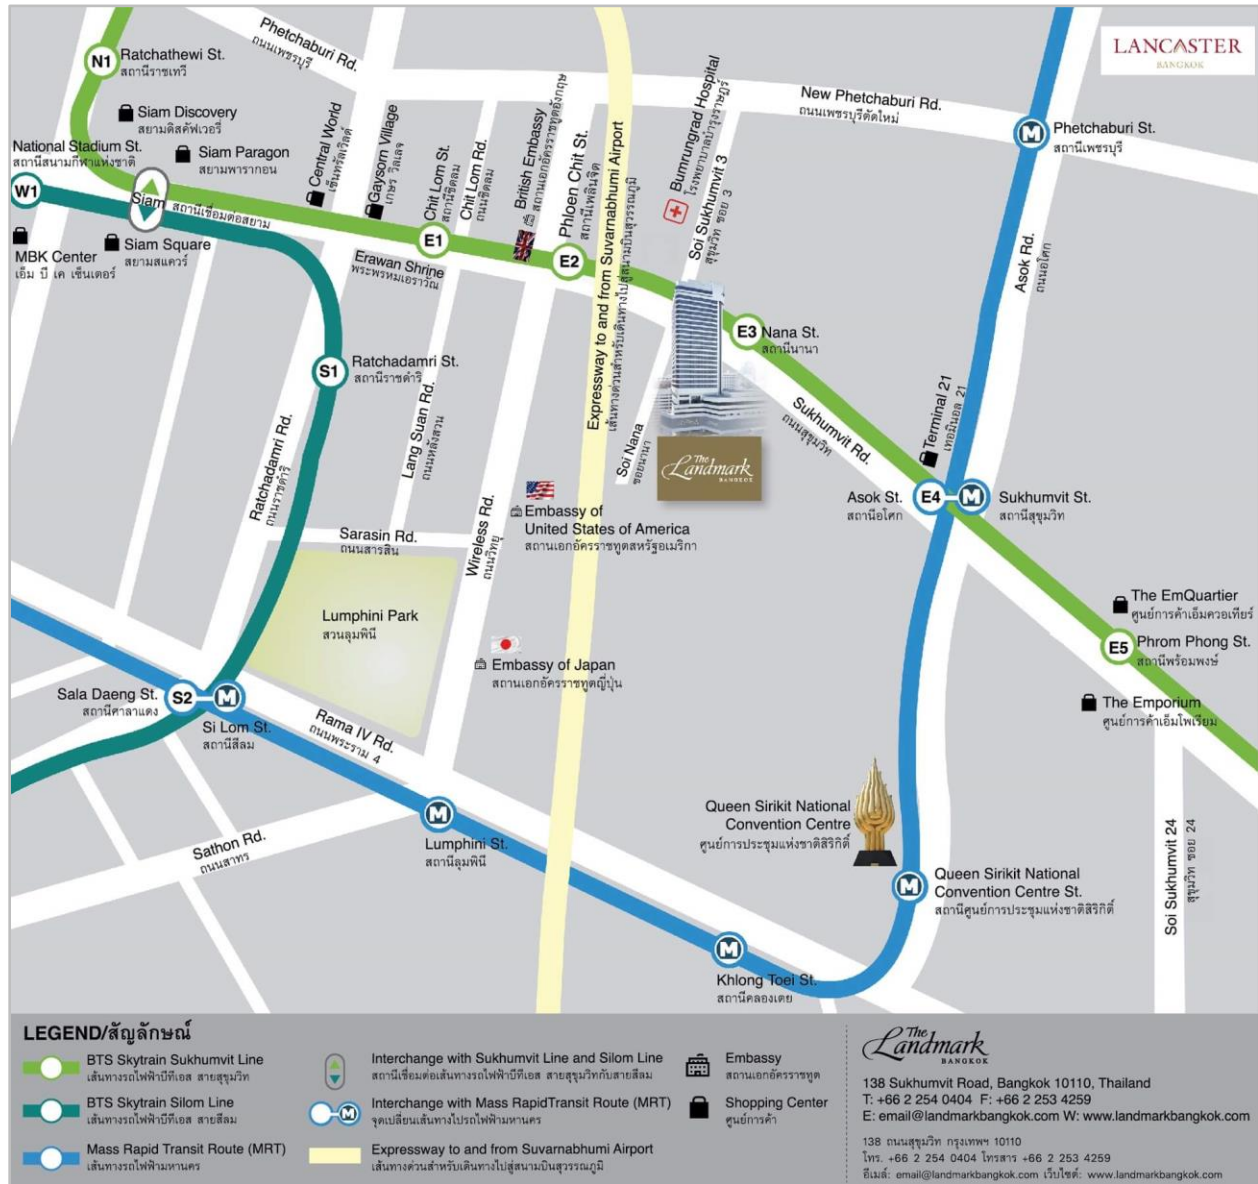 LANCASTER
BANGKOK
Phetchaburi Rd.
ถนนเพชรบุรี
N1
Ratchathewi St.
สถานีราชเทวี
Siam Discovery
สยามดิสคัฟเวอรี่
National Stadium St.
สถานีสนามกีฬาแห่งชาติ
Siam Paragon
สยามพารากอน
W1
Siam
สถานีเชื่อมต่อสยาม
MBK Center
เอ็ม บี เค เซ็นเตอร์
Siam Square
สยามสแควร์
Central World
เซ็นทรัลเวิลด์
Gaysorn Village
เกษร วิลเลจ
Chit Lom St.
สถานีชิดลม
Chit Lom Rd.
ถนนชิดลม
E1
Erawan Shrine
พระพรหมเอราวัณ
British Embassy
สถานเอกอัครราชทูตอังกฤษ
Phloen Chit St.
สถานีเพลินจิต
E2
Expressway to and from Suvarnabhumi Airport
เส้นทางด่วนสำหรับเดินทางไปสู่สนามบินสุวรรณภูมิ
Bumrungrad Hospital
โรงพยาบาลบำรุงราษฎร์
Soi Sukhumvit 3
สุขุมวิท ซอย 3
New Phetchaburi Rd.
ถนนเพชรบุรีตัดใหม่
M
Phetchaburi St.
สถานีเพชรบุรี
Asok Rd.
ถนนอโศก
E3
Nana St.
สถานีนานา
S1
Ratchadamri St.
สถานีราชดำริ
Ratchadamri Rd.
ถนนราชดำริ
Lang Suan Rd.
ถนนหลังสวน
Soi Nana
ซอยนานา
The
Landmark
BANGKOK
Sukhumvit Rd.
ถนนสุขุมวิท
Terminal 21
เทอมินอล 21
Asok St.
สถานีอโศก
E4
M
Sukhumvit St.
สถานีสุขุมวิท
Sarasin Rd.
ถนนสารสิน
Wireless Rd.
ถนนวิทยุ
Embassy of
United States of America
สถานเอกอัครราชทูตสหรัฐอเมริกา
Lumphini Park
สวนลุมพินี
Embassy of Japan
สถานเอกอัครราชทูตญี่ปุ่น
The EmQuartier
ศูนย์การค้าเอ็มควอเทียร์
E5
Phrom Phong St.
สถานีพร้อมพงษ์
The Emporium
ศูนย์การค้าเอ็มโพเรียม
Sala Daeng St.
สถานีศาลาแดง
S2
M
Si Lom St.
สถานีสีลม
Rama IV Rd.
ถนนพระราม 4
Sathon Rd.
ถนนสาทร
M
Lumphini St.
สถานีลุมพินี
Queen Sirikit National
Convention Centre
ศูนย์การประชุมแห่งชาติสิริกิติ์
M
Queen Sirikit National
Convention Centre St.
สถานีศูนย์การประชุมแห่งชาติสิริกิติ์
Soi Sukhumvit 24
สุขุมวิท ซอย 24
M
Khlong Toei St.
สถานีคลองเตย
LEGEND/สัญลักษณ์
BTS Skytrain Sukhumvit Line
เส้นทางรถไฟฟ้าบีทีเอส สายสุขุมวิท
BTS Skytrain Silom Line
เส้นทางรถไฟฟ้าบีทีเอส สายสีลม
Mass Rapid Transit Route (MRT)
เส้นทางรถไฟฟ้ามหานคร
Interchange with Sukhumvit Line and Silom Line
สถานีเชื่อมต่อเส้นทางรถไฟฟ้าบีทีเอส สายสุขุมวิทกับสายสีลม
M
Interchange with Mass RapidTransit Route (MRT)
จุดเปลี่ยนเส้นทางไปรถไฟฟ้ามหานคร
Expressway to and from Suvarnabhumi Airport
เส้นทางด่วนสำหรับเดินทางไปสู่สนามบินสุวรรณภูมิ
Embassy
สถานเอกอัครราชทูต
Shopping Center
ศูนย์การค้า
The
Landmark
BANGKOK
138 Sukhumvit Road, Bangkok 10110, Thailand
T: +66 2 254 0404 F: +66 2 253 4259
E: email@landmarkbangkok.com W: www.landmarkbangkok.com
138 ถนนสุขุมวิท กรุงเทพฯ 10110
โทร. +66 2 254 0404 โทรสาร +66 2 253 4259
อีเมล์: email@landmarkbangkok.com เว็บไซต์: www.landmarkbangkok.com